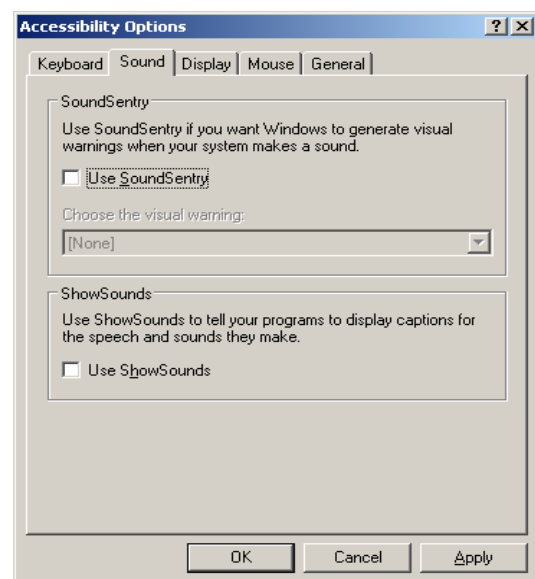 Accessibility Options
Keyboard Sound Display Mouse General
SoundSentry
Use SoundSentry if you want Windows to generate visual
warnings when your system makes a sound.
Use SoundSentry
Choose the visual warning:
[None]
ShowSounds
Use ShowSounds to tell your programs to display captions for
the speech and sounds they make.
Use ShowSounds
OK Cancel Apply